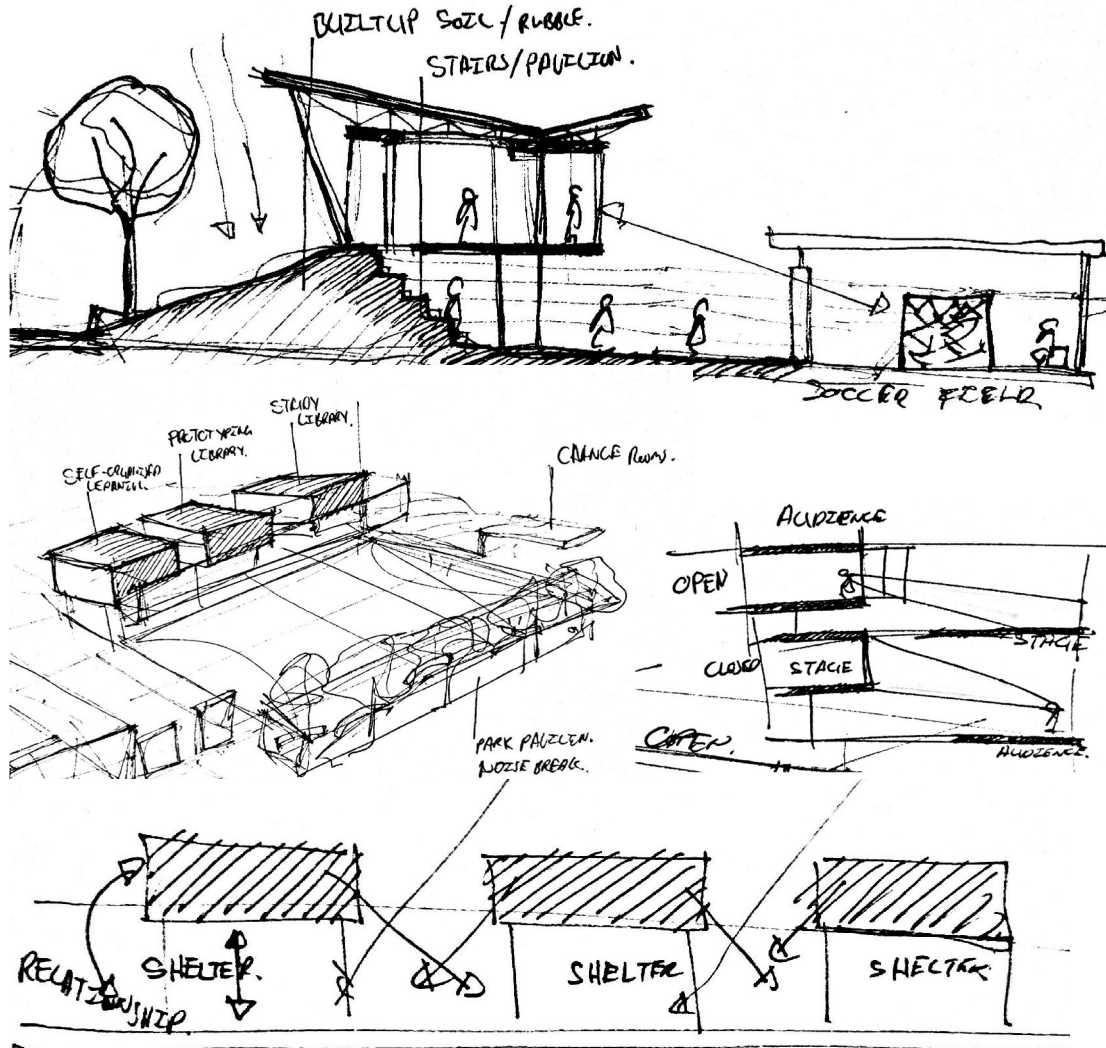 BUILTUP SOIL / RUBBLE.
STAIRS/PAVILION.
SOCCER FIELD
STUDY
LIBRARY.
PROTOTYPING
LIBRARY.
SELF-ORGANIZED
LEARNING.
CHANGE ROOMS.
PARK PAVILION.
NOISE BREAK.
AUDIENCE
OPEN
STAGE
CLOSED
STAGE
AUDIENCE.
OPEN.
RELATIONSHIP.
SHELTER.
SHELTER
SHELTER